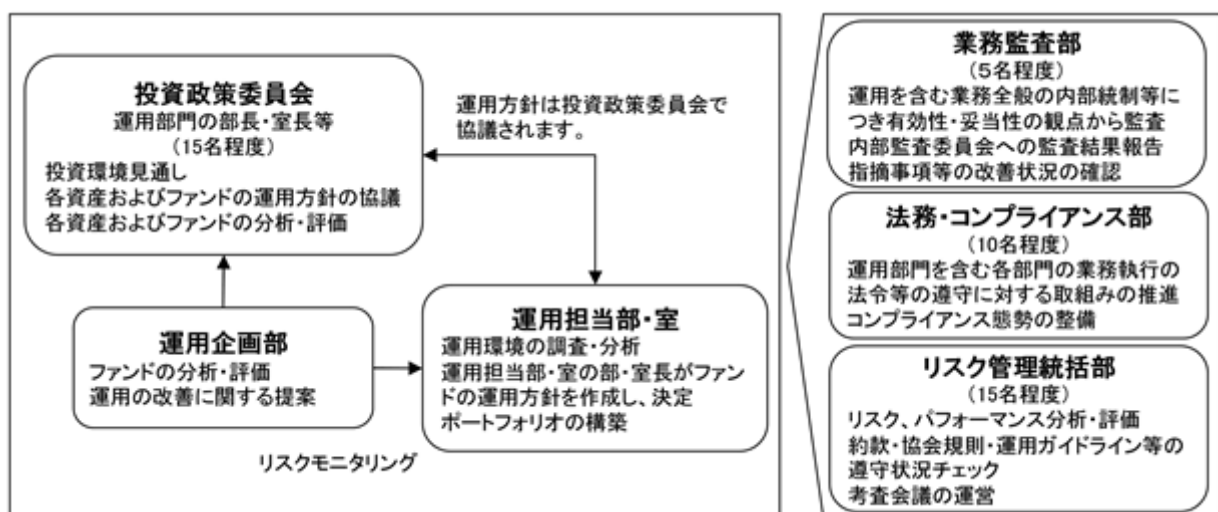 投資政策委員会
運用部門の部長・室長等
(15名程度)
投資環境見通し
各資産およびファンドの運用方針の協議
各資産およびファンドの分析・評価
運用方針は投資政策委員会で
協議されます。
運用企画部
ファンドの分析・評価
運用の改善に関する提案
運用担当部・室
運用環境の調査・分析
運用担当部・室の部・室長がファン
ドの運用方針を作成し、決定
ポートフォリオの構築
リスクモニタリング
業務監査部
(5名程度)
運用を含む業務全般の内部統制等に
つき有効性・妥当性の観点から監査
内部監査委員会への監査結果報告
指摘事項等の改善状況の確認
法務・コンプライアンス部
(10名程度)
運用部門を含む各部門の業務執行の
法令等の遵守に対する取組みの推進
コンプライアンス態勢の整備
リスク管理統括部
(15名程度)
リスク、パフォーマンス分析・評価
約款・協会規則・運用ガイドライン等の
遵守状況チェック
考査会議の運営